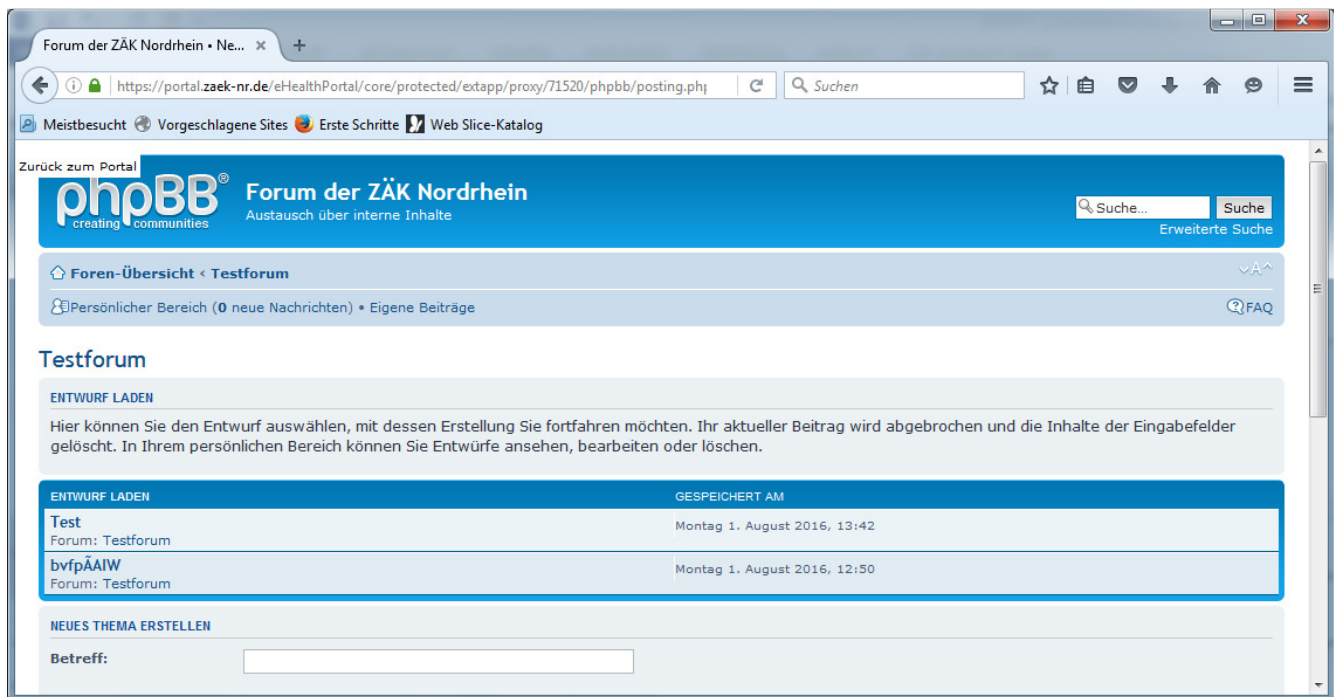 Forum der ZÄK Nordrhein • Ne...
https://portal.zaek-nr.de/eHealthPortal/core/protected/extapp/proxy/71520/phpbb/posting.php
Suchen
Meistbesucht Vorgeschlagene Sites Erste Schritte Web Slice-Katalog
Zurück zum Portal
phpBB®
creating communities
Forum der ZÄK Nordrhein
Austausch über interne Inhalte
Suche... Suche
Erweiterte Suche
Foren-Übersicht ‹ Testforum
A
Persönlicher Bereich (0 neue Nachrichten) • Eigene Beiträge
FAQ
Testforum
ENTWURF LADEN
Hier können Sie den Entwurf auswählen, mit dessen Erstellung Sie fortfahren möchten. Ihr aktueller Beitrag wird abgebrochen und die Inhalte der Eingabefelder
gelöscht. In Ihrem persönlichen Bereich können Sie Entwürfe ansehen, bearbeiten oder löschen.
ENTWURF LADEN GESPEICHERT AM
Test
Forum: Testforum
Montag 1. August 2016, 13:42
bvfpÃAIW
Forum: Testforum
Montag 1. August 2016, 12:50
NEUES THEMA ERSTELLEN
Betreff: